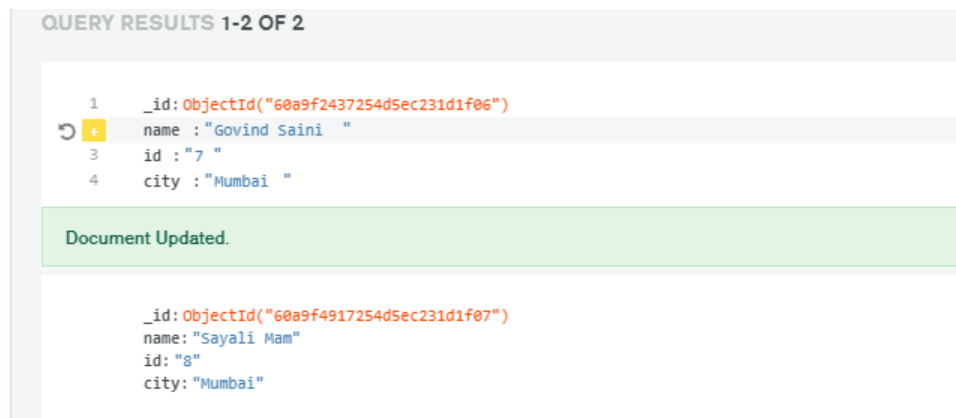 QUERY RESULTS 1-2 OF 2
1 _id: ObjectId("60a9f2437254d5ec231d1f06")
+ name : "Govind Saini  "
3 id : "7 "
4 city : "Mumbai  "
Document Updated.
_id: ObjectId("60a9f4917254d5ec231d1f07")
name: "Sayali Mam"
id: "8"
city: "Mumbai"